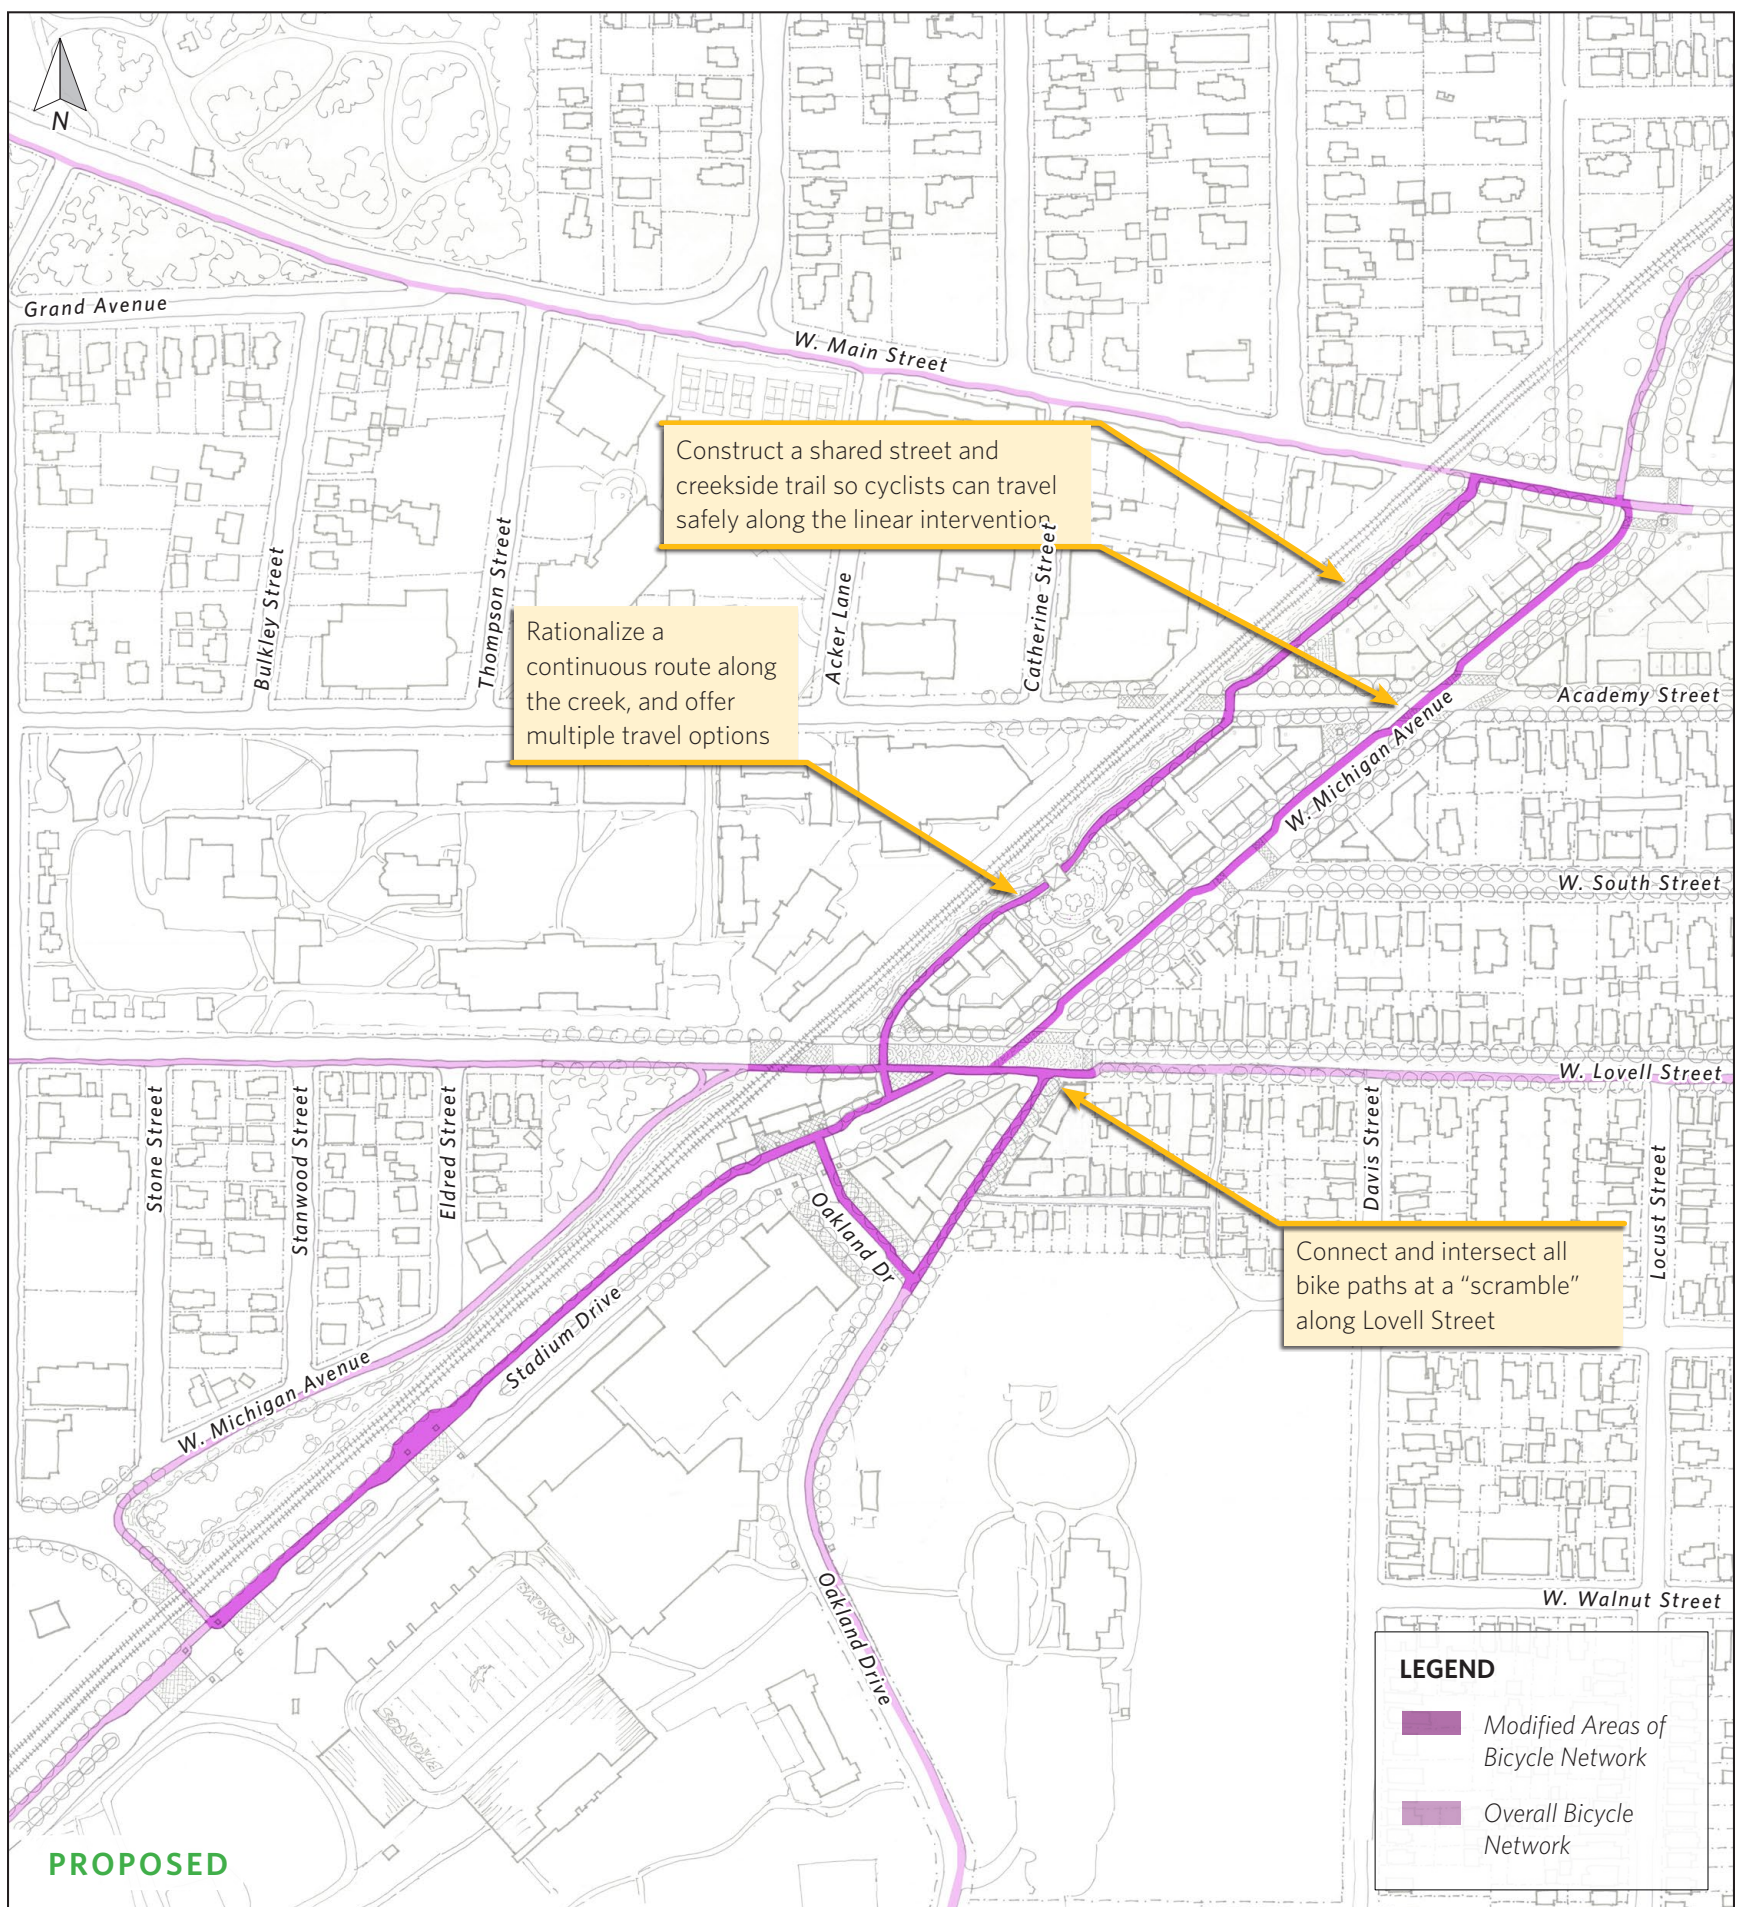 N
Grand Avenue
W. Main Street
Construct a shared street and
creekside trail so cyclists can travel
safely along the linear intervention
Bulkley Street
Thompson Street
Acker Lane
Catherine Street
Rationalize a
continuous route along
the creek, and offer
multiple travel options
Academy Street
W. Michigan Avenue
W. South Street
W. Lovell Street
Stone Street
Stanwood Street
Eldred Street
Davis Street
Locust Street
Oakland Dr
Connect and intersect all
bike paths at a “scramble”
along Lovell Street
Stadium Drive
W. Michigan Avenue
Oakland Drive
W. Walnut Street
BRONCOS
BRONCOS
LEGEND
Modified Areas of
Bicycle Network
Overall Bicycle
Network
PROPOSED